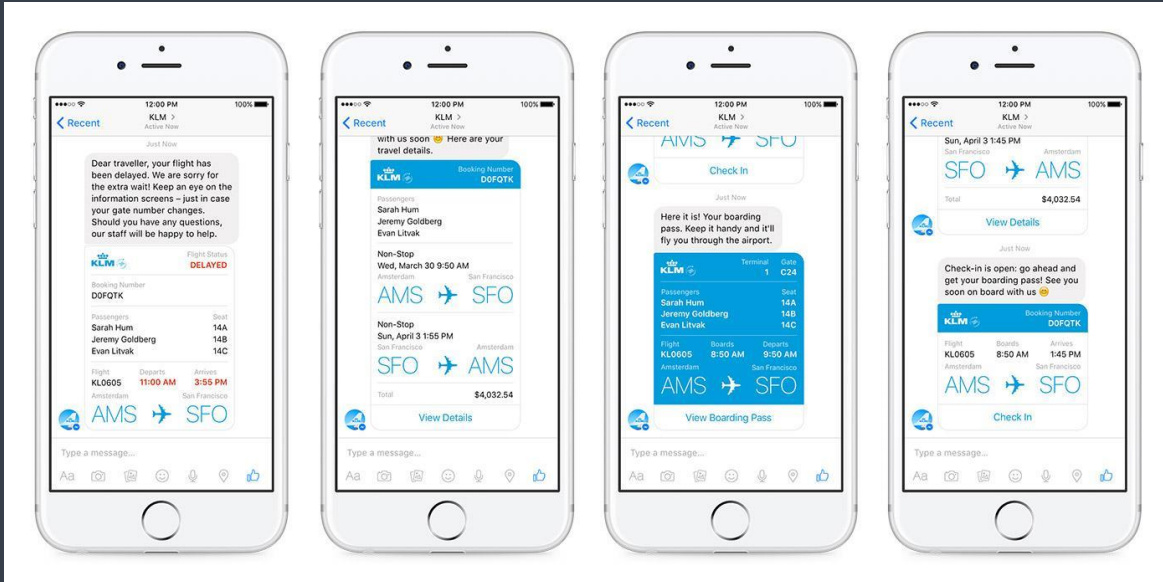 12:00 PM
100%
Recent
KLM >
Active Now
Just Now
Dear traveller, your flight has
been delayed. We are sorry for
the extra wait! Keep an eye on the
information screens – just in case
your gate number changes.
Should you have any questions,
our staff will be happy to help.
KLM
Flight Status
DELAYED
Booking Number
D0FQTK
Passengers Seat
Sarah Hum 14A
Jeremy Goldberg 14B
Evan Litvak 14C
Flight Departs Arrives
KL0605 11:00 AM 3:55 PM
Amsterdam San Francisco
AMS SFO
Type a message...
Aa
12:00 PM
100%
Recent
KLM >
Active Now
with us soon 😊 Here are your
travel details.
KLM
Booking Number
D0FQTK
Passengers
Sarah Hum
Jeremy Goldberg
Evan Litvak
Non-Stop
Wed, March 30 9:50 AM
Amsterdam San Francisco
AMS SFO
Non-Stop
Sun, April 3 1:55 PM
San Francisco Amsterdam
SFO AMS
Total $4,032.54
View Details
Type a message...
Aa
12:00 PM
100%
Recent
KLM >
Active Now
AMS SFO
Check In
Just Now
Here it is! Your boarding
pass. Keep it handy and it'll
fly you through the airport.
KLM
Terminal Gate
1 C24
Passengers Seat
Sarah Hum 14A
Jeremy Goldberg 14B
Evan Litvak 14C
Flight Boards Departs
KL0605 8:50 AM 9:50 AM
Amsterdam San Francisco
AMS SFO
View Boarding Pass
Type a message...
Aa
12:00 PM
100%
Recent
KLM >
Active Now
Sun, April 3 1:45 PM
San Francisco Amsterdam
SFO AMS
Total $4,032.54
View Details
Just Now
Check-in is open: go ahead and
get your boarding pass! See you
soon on board with us 😊
KLM
Booking Number
D0FQTK
Flight Boards Arrives
KL0605 8:50 AM 1:45 PM
Amsterdam San Francisco
AMS SFO
Check In
Type a message...
Aa